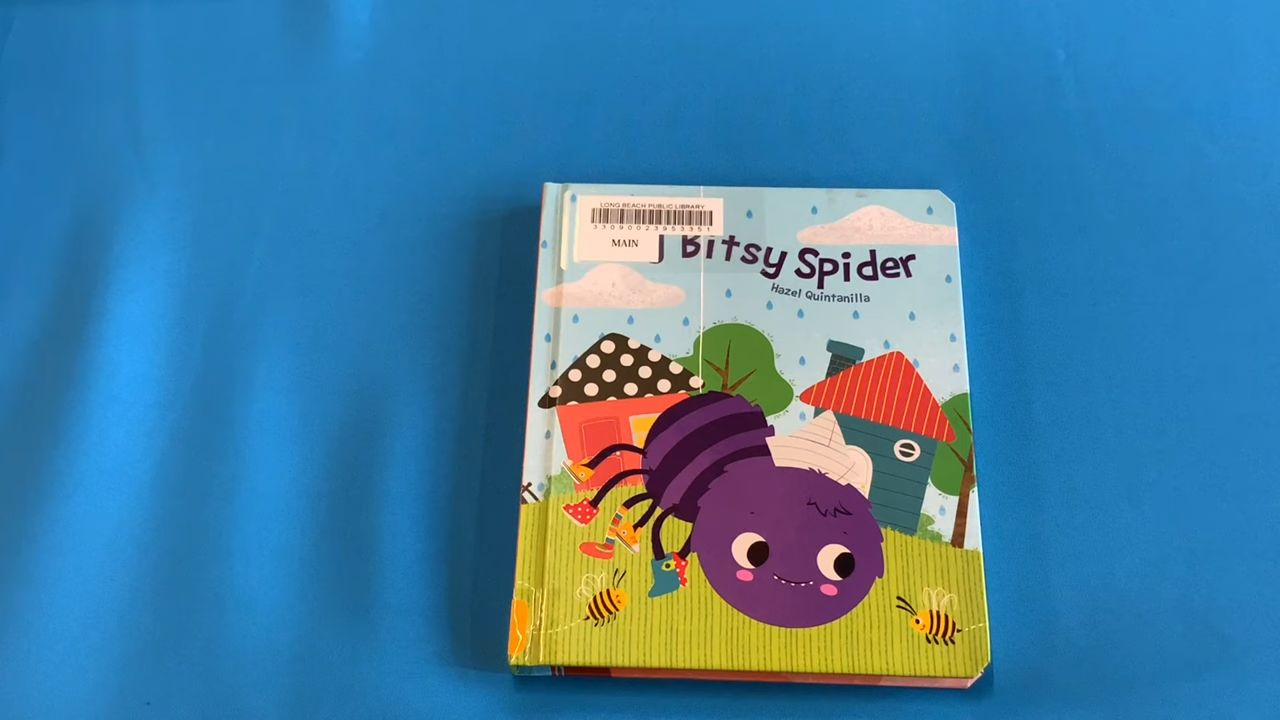 LONG BEACH PUBLIC LIBRARY
33090023953351
MAIN
Bitsy Spider
Hazel Quintanilla